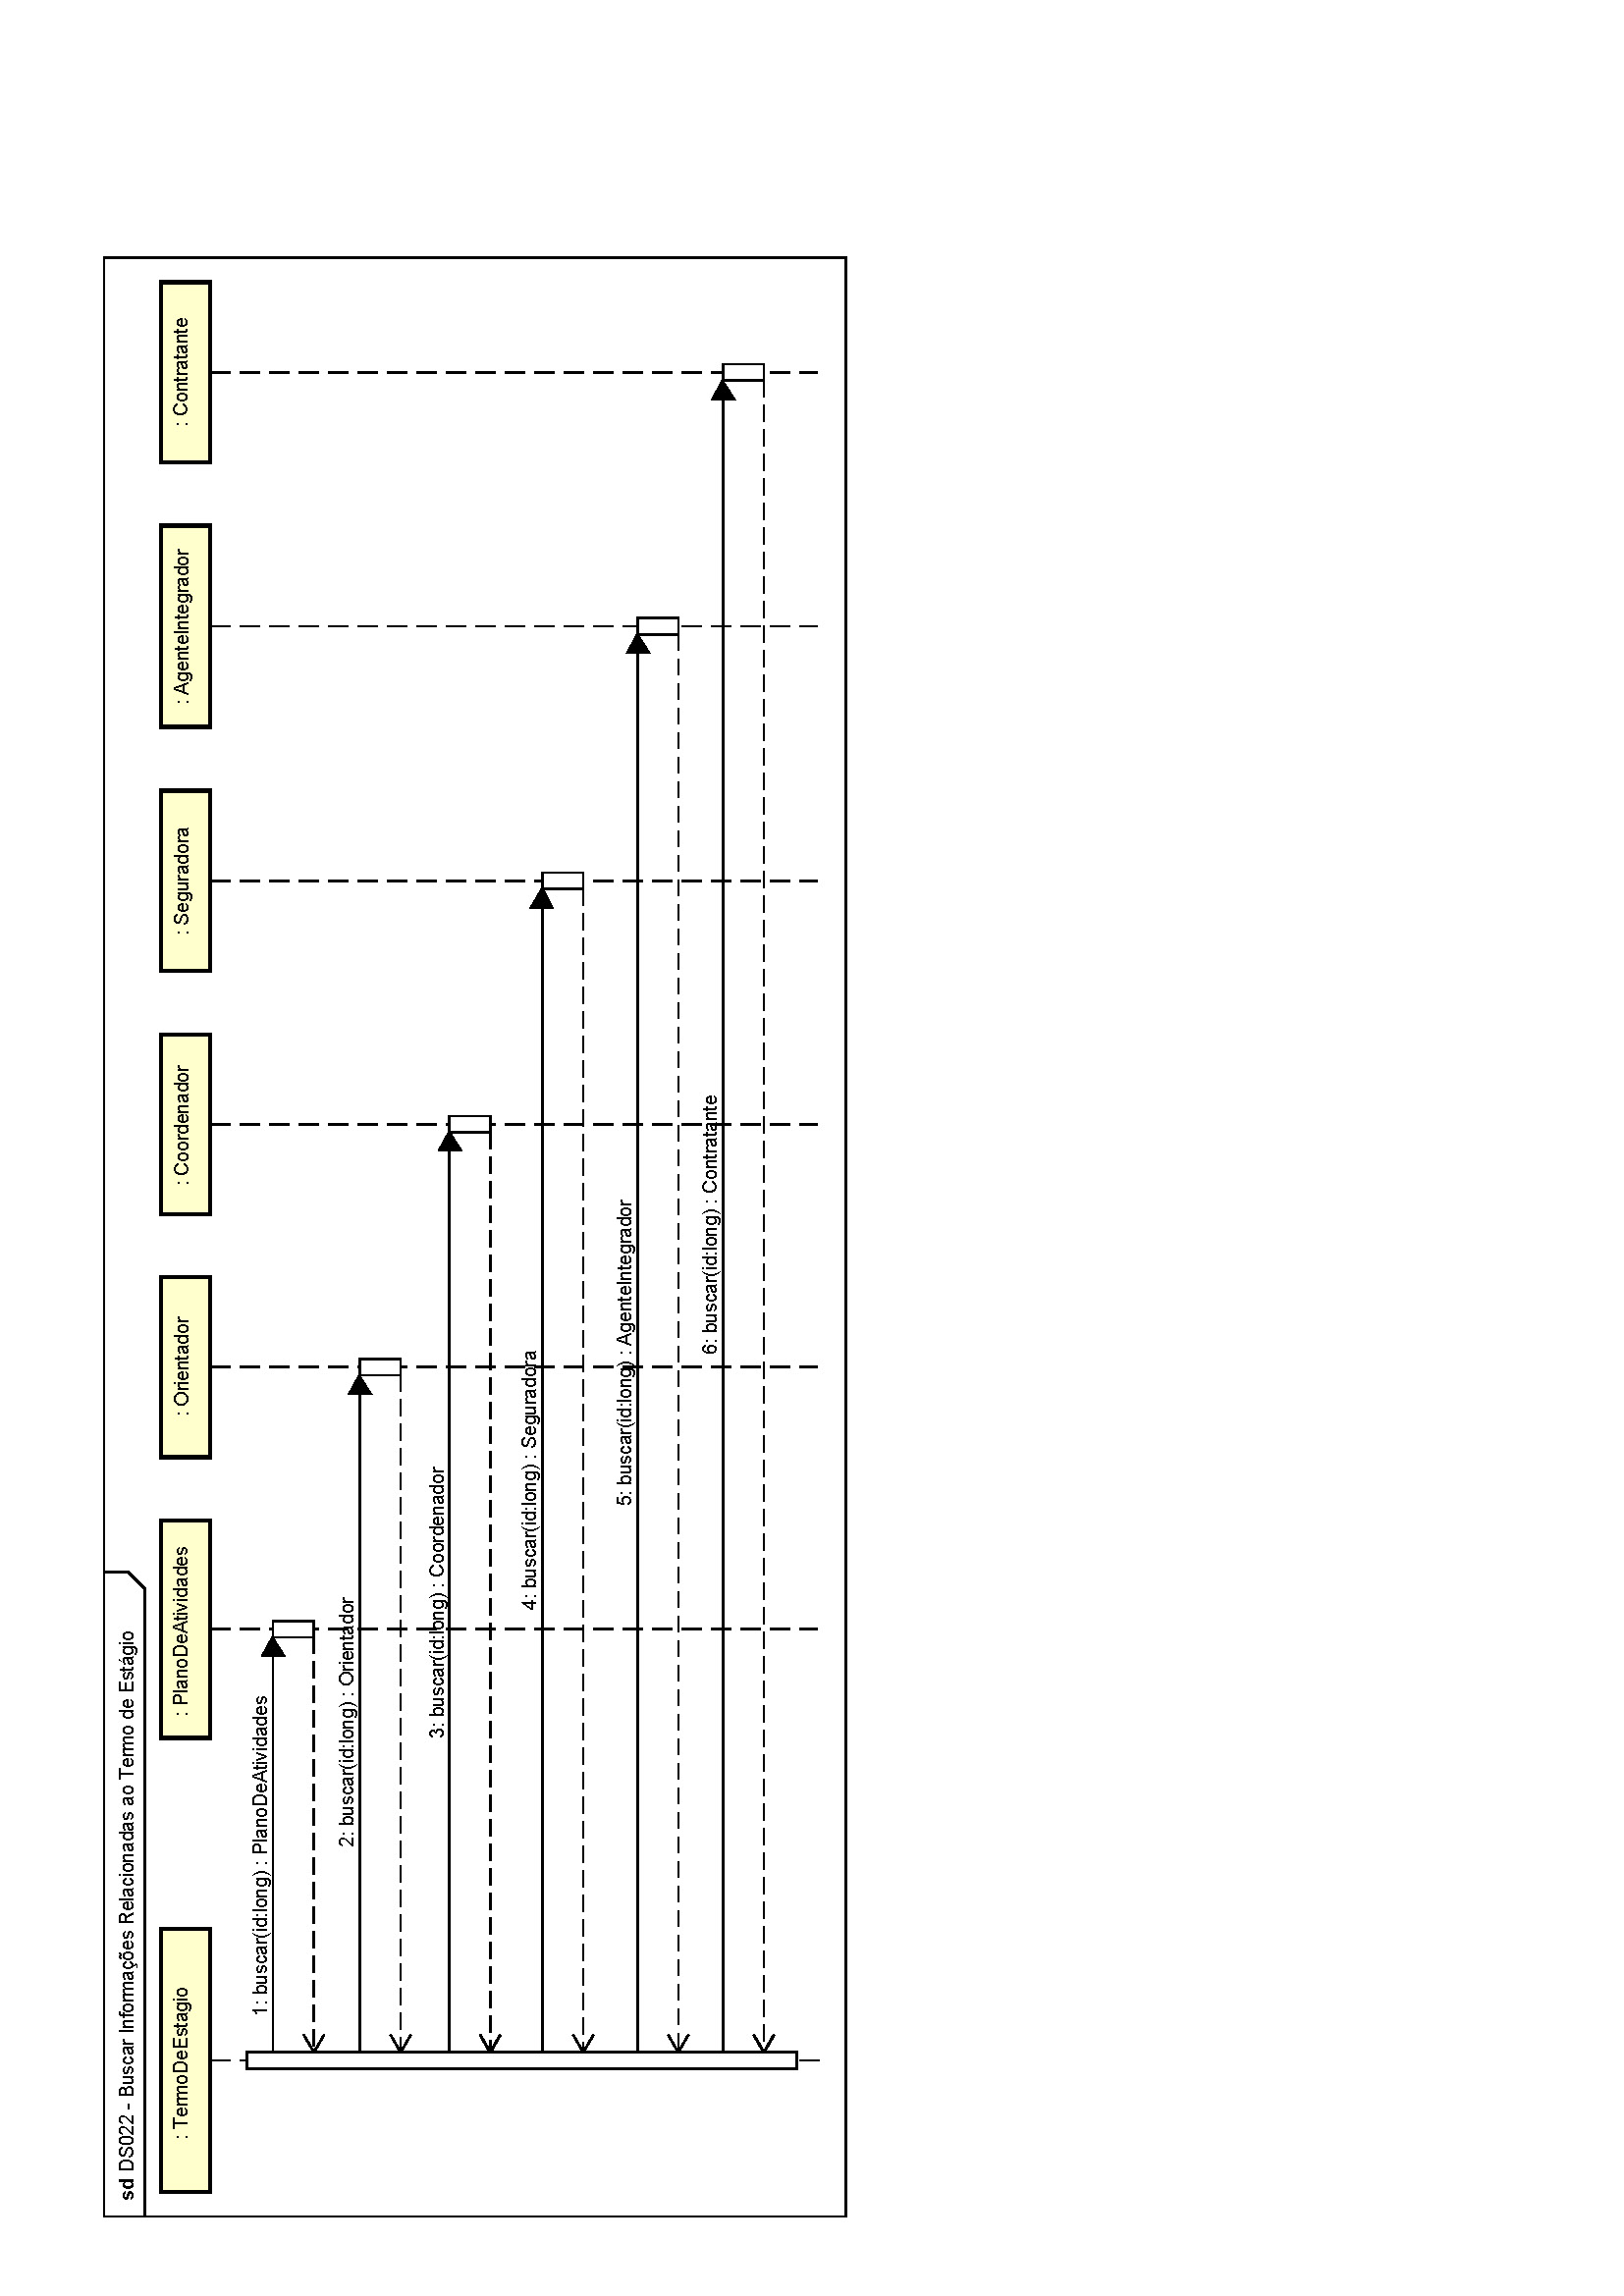 sd DS022 - Buscar Informações Relacionadas ao Termo de Estágio
: TermoDeEstagio
: PlanoDeAtividades
: Orientador
: Coordenador
: Seguradora
: AgenteIntegrador
: Contratante
1: buscar(id:long) : PlanoDeAtividades
2: buscar(id:long) : Orientador
3: buscar(id:long) : Coordenador
4: buscar(id:long) : Seguradora
5: buscar(id:long) : AgenteIntegrador
6: buscar(id:long) : Contratante